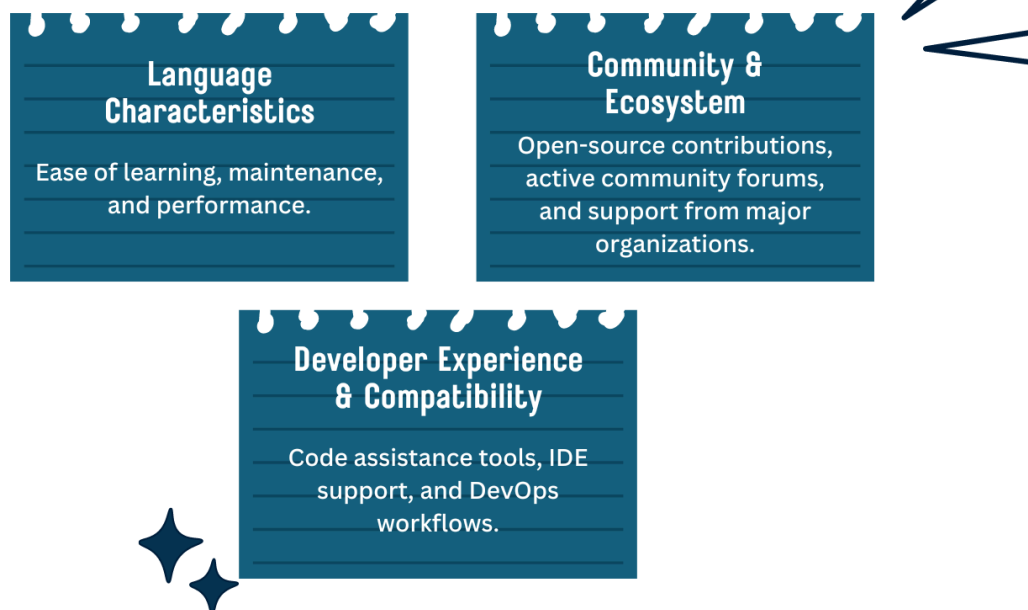 Language
Characteristics
Ease of learning, maintenance,
and performance.
Community &
Ecosystem
Open-source contributions,
active community forums,
and support from major
organizations.
Developer Experience
& Compatibility
Code assistance tools, IDE
support, and DevOps
workflows.